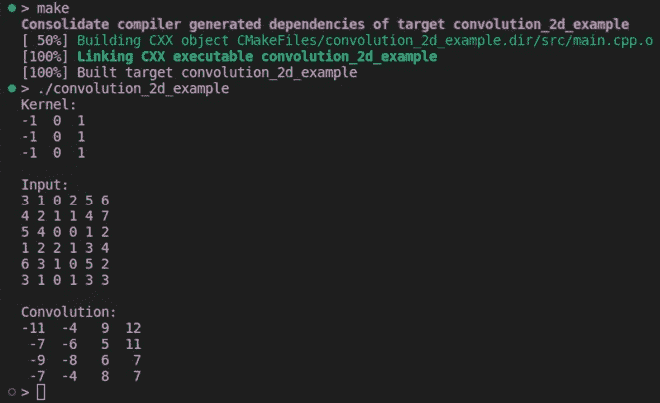 > make
Consolidate compiler generated dependencies of target convolution_2d_example
[ 50%] Building CXX object CMakeFiles/convolution_2d_example.dir/src/main.cpp.o
[100%] Linking CXX executable convolution_2d_example
[100%] Built target convolution_2d_example
> ./convolution_2d_example
Kernel:
-1  0  1
-1  0  1
-1  0  1
Input:
3 1 0 2 5 6
4 2 1 1 4 7
5 4 0 0 1 2
1 2 2 1 3 4
6 3 1 0 5 2
3 1 0 1 3 3
Convolution:
-11  -4   9  12
 -7  -6   5  11
 -9  -8   6   7
 -7  -4   8   7
>